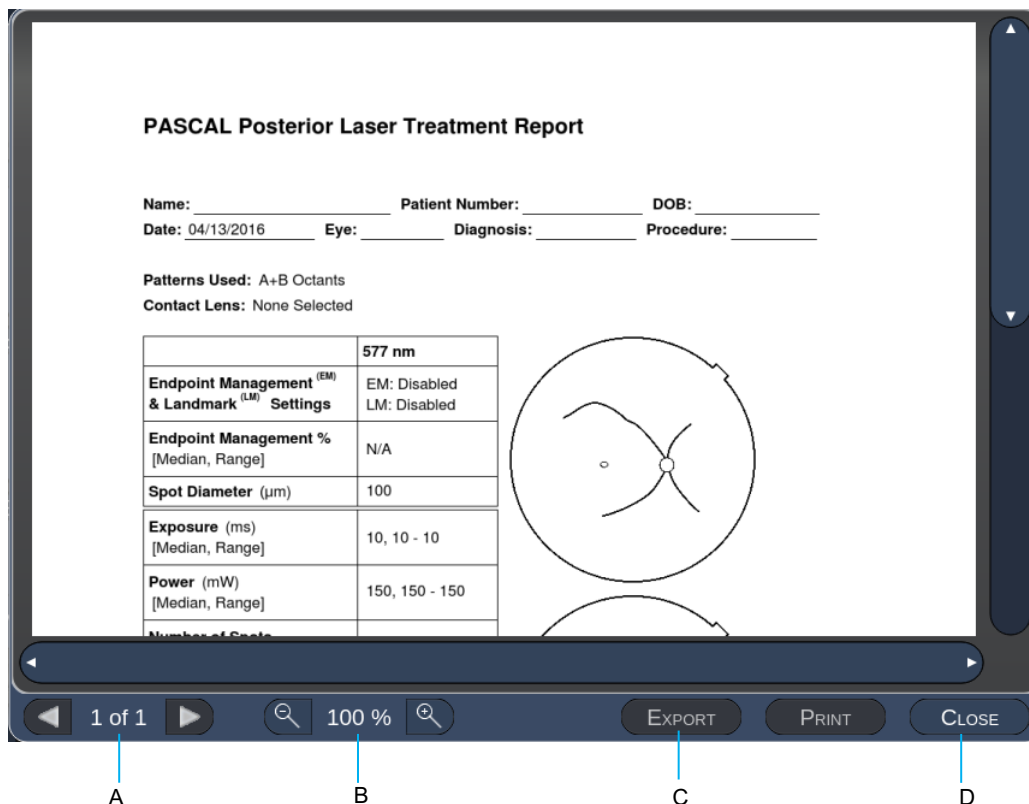 PASCAL Posterior Laser Treatment Report
Name: Patient Number: DOB:
Date: 04/13/2016 Eye: Diagnosis: Procedure:
Patterns Used: A+B Octants
Contact Lens: None Selected
577 nm
Endpoint Management (EM)
& Landmark (LM) Settings
EM: Disabled
LM: Disabled
Endpoint Management %
[Median, Range]
N/A
Spot Diameter (µm) 100
Exposure (ms)
[Median, Range]
10, 10 - 10
Power (mW)
[Median, Range]
150, 150 - 150
Number of Spots
1 of 1 100 % EXPORT PRINT CLOSE
A B C D